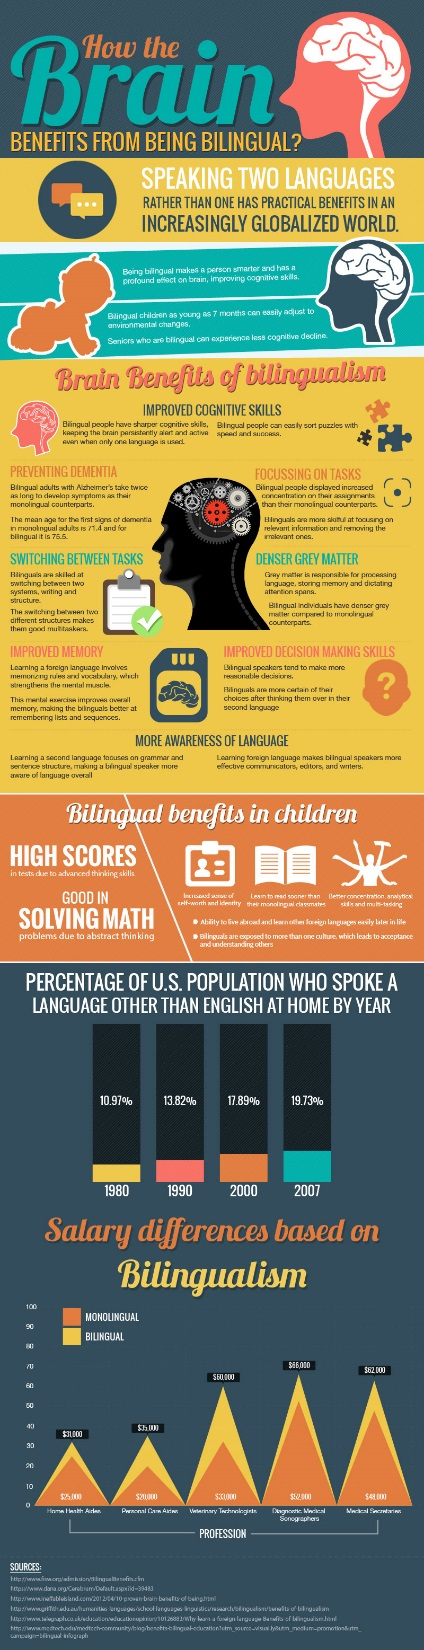 How the
Brain
BENEFITS FROM BEING BILINGUAL?
SPEAKING TWO LANGUAGES
RATHER THAN ONE HAS PRACTICAL BENEFITS IN AN
INCREASINGLY GLOBALIZED WORLD.
Being bilingual makes a person smarter and has a
profound effect on brain, improving cognitive skills.
Bilingual children as young as 7 months can easily adjust to
environmental changes.
Seniors who are bilingual can experience less cognitive decline.
Brain Benefits of bilingualism
IMPROVED COGNITIVE SKILLS
Bilingual people have sharper cognitive skills,
keeping the brain persistently alert and active
even when only one language is used.
Bilingual people can easily sort puzzles with
speed and success.
PREVENTING DEMENTIA
Bilingual adults with Alzheimer's take twice
as long to develop symptoms as their
monolingual counterparts.
The mean age for the first signs of dementia
in monolingual adults is 71.4 and for
bilingual it is 75.5.
FOCUSSING ON TASKS
Bilingual people displayed increased
concentration on their assignments
than their monolingual counterparts.
Bilinguals are more skilful at focusing on
relevant information and removing the
irrelevant ones.
SWITCHING BETWEEN TASKS
Bilinguals are skilled at
switching between two
systems, writing and
structure.
The switching between two
different structures makes
them good multitaskers.
DENSER GREY MATTER
Grey matter is responsible for processing
language, storing memory and dictating
attention spans.
Bilingual individuals have denser grey
matter compared to monolingual
counterparts.
IMPROVED MEMORY
Learning a foreign language involves
memorizing rules and vocabulary, which
strengthens the mental muscle.
This mental exercise improves overall
memory, making the bilinguals better at
remembering lists and sequences.
IMPROVED DECISION MAKING SKILLS
Bilingual speakers tend to make more
reasonable decisions.
Bilinguals are more certain of their
choices after thinking them over in their
second language
?
MORE AWARENESS OF LANGUAGE
Learning a second language focuses on grammar and
sentence structure, making a bilingual speaker more
aware of language overall
Learning foreign language makes bilingual speakers more
effective communicators, editors, and writers.
Bilingual benefits in children
HIGH SCORES
in tests due to advanced thinking skills
GOOD IN
SOLVING MATH
problems due to abstract thinking
Increased sense of
self-worth and identity
Learn to read sooner than
their monolingual classmates
Better concentration, analytical
skills and multi-tasking
Ability to live abroad and learn other foreign languages easily later in life
Bilinguals are exposed to more than one culture, which leads to acceptance
and understanding others
PERCENTAGE OF U.S. POPULATION WHO SPOKE A
LANGUAGE OTHER THAN ENGLISH AT HOME BY YEAR
10.97% 13.82% 17.89% 19.73%
1980 1990 2000 2007
Salary differences based on
Bilingualism
100
90
80
70
60
50
40
30
20
10
0
MONOLINGUAL
BILINGUAL
$31,000 $35,000 $60,000 $66,000 $62,000
$25,000 $20,000 $33,000 $52,000 $48,000
Home Health Aides
Personal Care Aides
Veterinary Technologists
Diagnostic Medical
Sonographers
Medical Secretaries
PROFESSION
SOURCES: